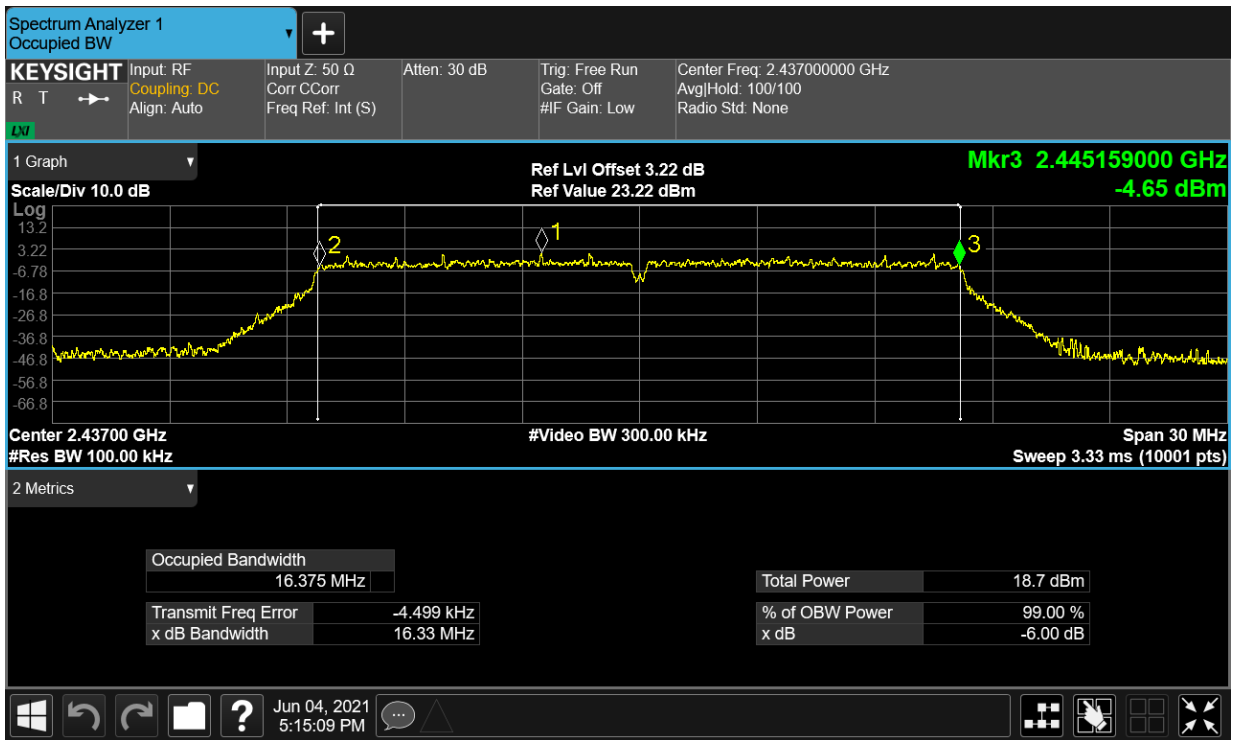 Spectrum Analyzer 1
Occupied BW
+
KEYSIGHT
R T
LXI
Input: RF
Coupling: DC
Align: Auto
Input Z: 50 Ω
Corr CCorr
Freq Ref: Int (S)
Atten: 30 dB
Trig: Free Run
Gate: Off
#IF Gain: Low
Center Freq: 2.437000000 GHz
Avg|Hold: 100/100
Radio Std: None
1 Graph
Scale/Div 10.0 dB
Ref Lvl Offset 3.22 dB
Ref Value 23.22 dBm
Mkr3 2.445159000 GHz
-4.65 dBm
Log
13.2
3.22
-6.78
-16.8
-26.8
-36.8
-46.8
-56.8
-66.8
2
1
3
Center 2.43700 GHz
#Res BW 100.00 kHz
#Video BW 300.00 kHz
Span 30 MHz
Sweep 3.33 ms (10001 pts)
2 Metrics
Occupied Bandwidth
16.375 MHz
Transmit Freq Error -4.499 kHz
x dB Bandwidth 16.33 MHz
Total Power 18.7 dBm
% of OBW Power 99.00 %
x dB -6.00 dB
?
Jun 04, 2021
5:15:09 PM